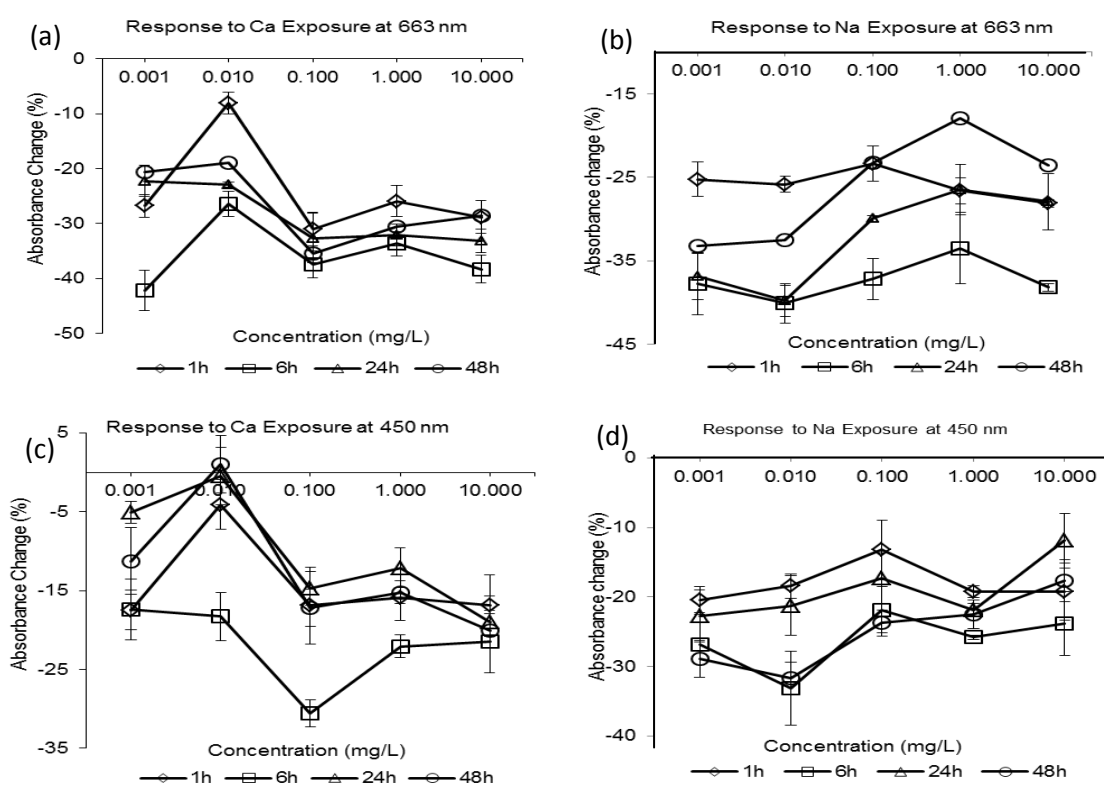 (a)
Response to Ca Exposure at 663 nm
0
0.001 0.010 0.100 1.000 10.000
-10
-20
-30
-40
-50
Absorbance Change (%)
Concentration (mg/L)
1h 6h 24h 48h
(b)
Response to Na Exposure at 663 nm
0.001 0.010 0.100 1.000 10.000
-15
-25
-35
-45
Absorbance change (%)
Concentration (mg/L)
1h 6h 24h 48h
(c)
Response to Ca Exposure at 450 nm
5
0.001 0.010 0.100 1.000 10.000
-5
-15
-25
-35
Absorbance Change (%)
Concentration (mg/L)
1h 6h 24h 48h
(d)
Response to Na Exposure at 450 nm
0
0.001 0.010 0.100 1.000 10.000
-10
-20
-30
-40
Absorbance change (%)
Concentration (mg/L)
1h 6h 24h 48h